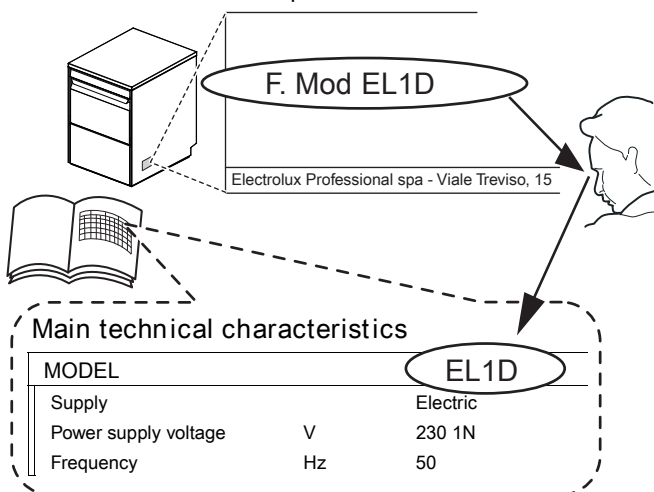 F. Mod EL1D
Electrolux Professional spa - Viale Treviso, 15
Main technical characteristics
MODEL EL1D
Supply Electric
Power supply voltage V 230 1N
Frequency Hz 50